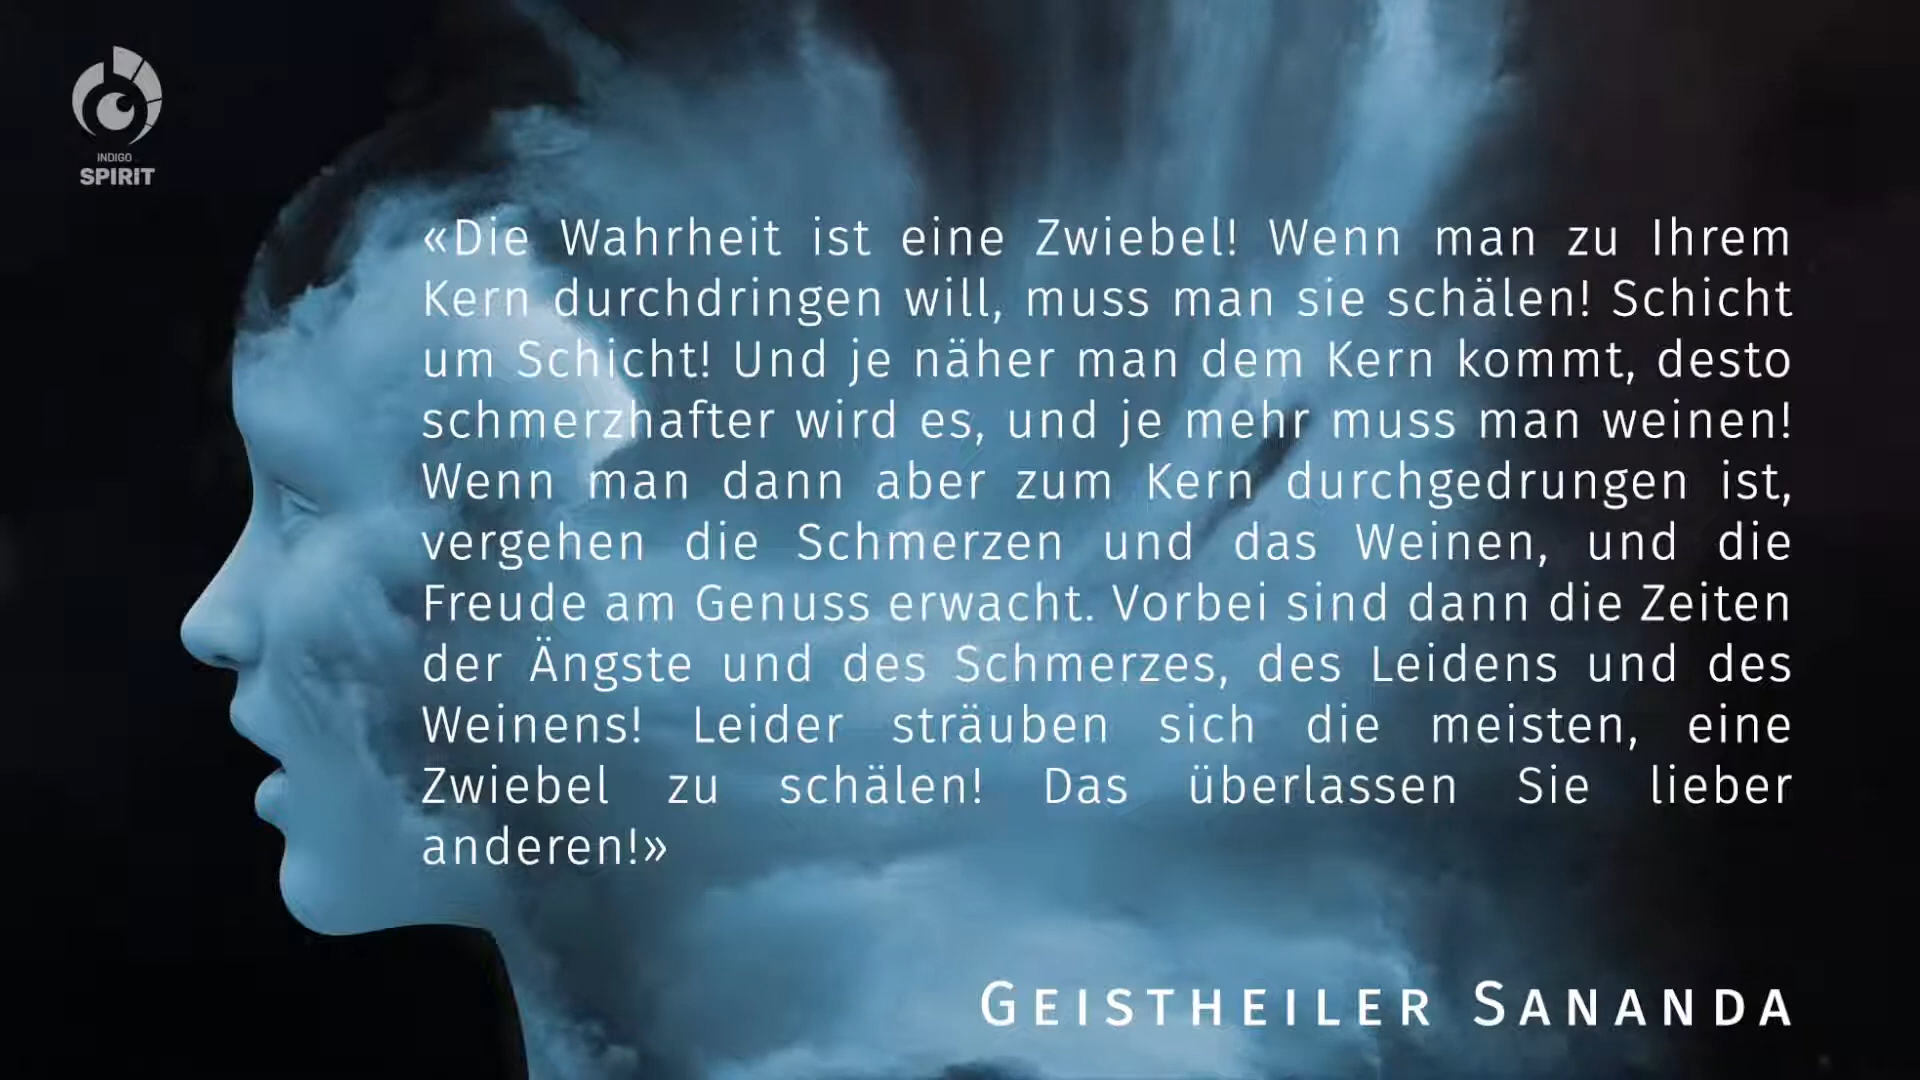 INDIGO
SPIRIT
«Die Wahrheit ist eine Zwiebel! Wenn man zu Ihrem
Kern durchdringen will, muss man sie schälen! Schicht
um Schicht! Und je näher man dem Kern kommt, desto
schmerzhafter wird es, und je mehr muss man weinen!
Wenn man dann aber zum Kern durchgedrungen ist,
vergehen die Schmerzen und das Weinen, und die
Freude am Genuss erwacht. Vorbei sind dann die Zeiten
der Ängste und des Schmerzes, des Leidens und des
Weinens! Leider sträuben sich die meisten, eine
Zwiebel zu schälen! Das überlassen Sie lieber
anderen!»
GEISTHEILER SANANDA